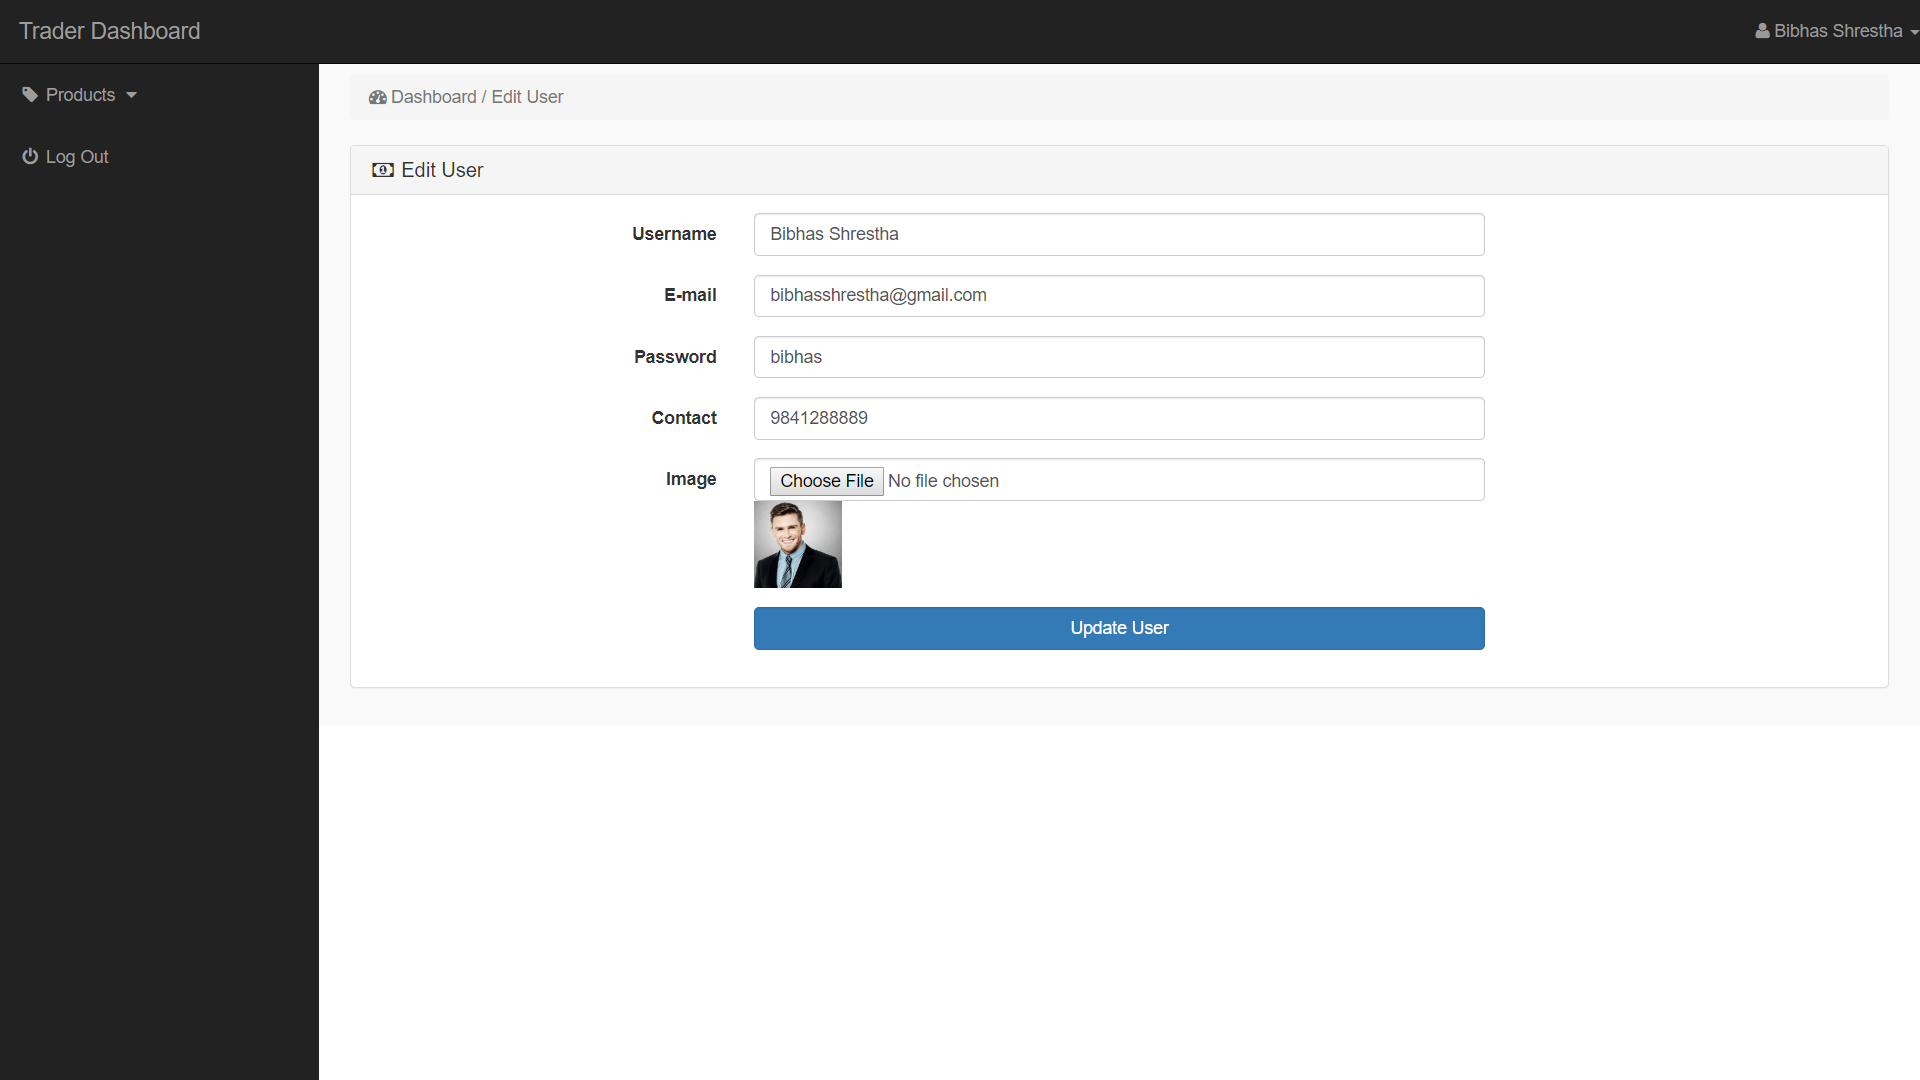 Trader Dashboard
Bibhas Shrestha
Products
Log Out
Dashboard / Edit User
Edit User
Username
Bibhas Shrestha
E-mail
bibhasshrestha@gmail.com
Password
bibhas
Contact
9841288889
Image
Choose File No file chosen
Update User